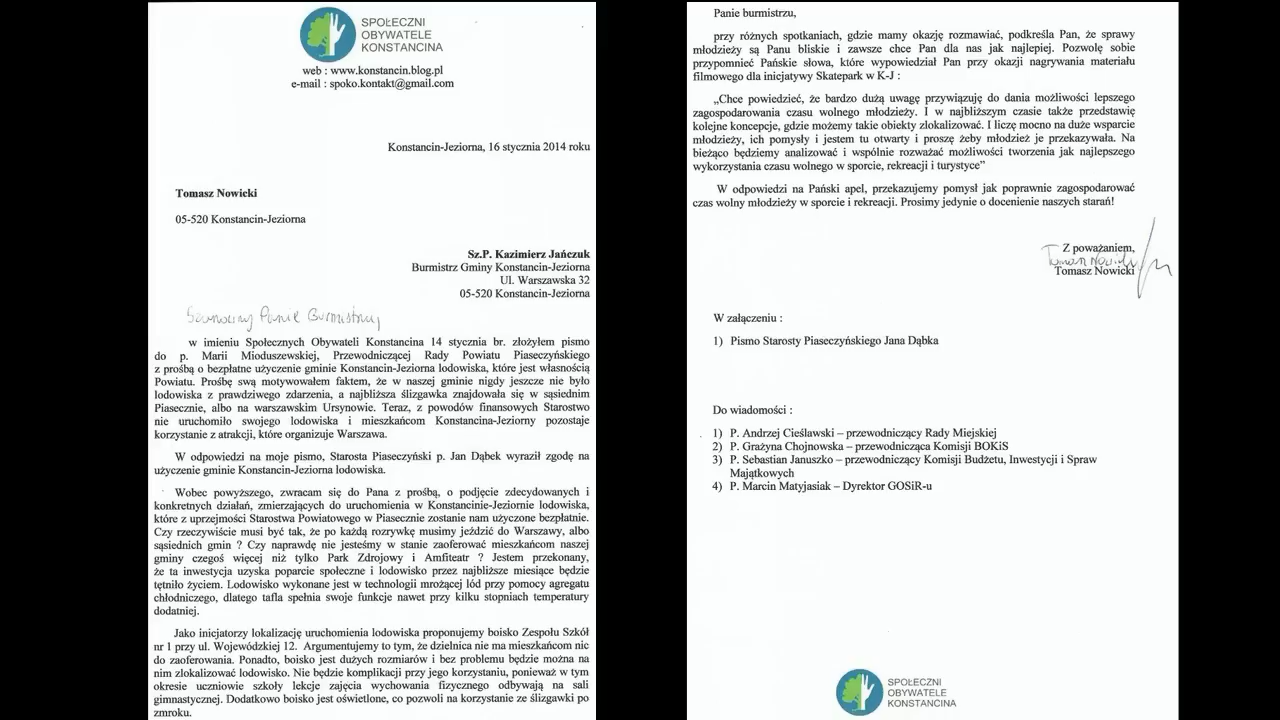 SPOŁECZNI
OBYWATELE
KONSTANCINA
web : www.konstancin.blog.pl
e-mail : spoko.kontakt@gmail.com
Konstancin-Jeziorna, 16 stycznia 2014 roku
Tomasz Nowicki
05-520 Konstancin-Jeziorna
Sz.P. Kazimierz Jańczuk
Burmistrz Gminy Konstancin-Jeziorna
Ul. Warszawska 32
05-520 Konstancin-Jeziorna
Szanowny Panie Burmistrzu
w imieniu Społecznych Obywateli Konstancina 14 stycznia br. złożyłem pismo
do p. Marii Mioduszewskiej, Przewodniczącej Rady Powiatu Piaseczyńskiego
z prośbą o bezpłatne użyczenie gminie Konstancin-Jeziorna lodowiska, które jest własnością
Powiatu. Prośbę swą motywowałem faktem, że w naszej gminie nigdy jeszcze nie było
lodowiska z prawdziwego zdarzenia, a najbliższa ślizgawka znajdowała się w sąsiednim
Piasecznie, albo na warszawskim Ursynowie. Teraz, z powodów finansowych Starostwo
nie uruchomiło swojego lodowiska i mieszkańcom Konstancina-Jeziorny pozostaje
korzystanie z atrakcji, które organizuje Warszawa.
W odpowiedzi na moje pismo, Starosta Piaseczyński p. Jan Dąbek wyraził zgodę na
użyczenie gminie Konstancin-Jeziorna lodowiska.
Wobec powyższego, zwracam się do Pana z prośbą, o podjęcie zdecydowanych i
konkretnych działań, zmierzających do uruchomienia w Konstancinie-Jeziornie lodowiska,
które z uprzejmości Starostwa Powiatowego w Piasecznie zostanie nam użyczone bezpłatnie.
Czy rzeczywiście musi być tak, że po każdą rozrywkę musimy jeździć do Warszawy, albo
sąsiednich gmin ? Czy naprawdę nie jesteśmy w stanie zaoferować mieszkańcom naszej
gminy czegoś więcej niż tylko Park Zdrojowy i Amfiteatr ? Jestem przekonany,
że ta inwestycja uzyska poparcie społeczne i lodowisko przez najbliższe miesiące będzie
tętniło życiem. Lodowisko wykonane jest w technologii mrożącej lód przy pomocy agregatu
chłodniczego, dlatego tafla spełnia swoje funkcje nawet przy kilku stopniach temperatury
dodatniej.
Jako inicjatorzy lokalizację uruchomienia lodowiska proponujemy boisko Zespołu Szkół
nr 1 przy ul. Wojewódzkiej 12. Argumentujemy to tym, że dzielnica nie ma mieszkańcom nic
do zaoferowania. Ponadto, boisko jest dużych rozmiarów i bez problemu będzie można na
nim zlokalizować lodowisko. Nie będzie komplikacji przy jego korzystaniu, ponieważ w tym
okresie uczniowie szkoły lekcje zajęcia wychowania fizycznego odbywają na sali
gimnastycznej. Dodatkowo boisko jest oświetlone, co pozwoli na korzystanie ze ślizgawki po
zmroku.
Panie burmistrzu,
przy różnych spotkaniach, gdzie mamy okazję rozmawiać, podkreśla Pan, że sprawy
młodzieży są Panu bliskie i zawsze chce Pan dla nas jak najlepiej. Pozwolę sobie
przypomnieć Pańskie słowa, które wypowiedział Pan przy okazji nagrywania materiału
filmowego dla inicjatywy Skatepark w K-J :
„Chce powiedzieć, że bardzo dużą uwagę przywiązuję do dania możliwości lepszego
zagospodarowania czasu wolnego młodzieży. I w najbliższym czasie także przedstawię
kolejne koncepcje, gdzie możemy takie obiekty zlokalizować. I liczę mocno na duże wsparcie
młodzieży, ich pomysły i jestem tu otwarty i proszę żeby młodzież je przekazywała. Na
bieżąco będziemy analizować i wspólnie rozważać możliwości tworzenia jak najlepszego
wykorzystania czasu wolnego w sporcie, rekreacji i turystyce”
W odpowiedzi na Pański apel, przekazujemy pomysł jak poprawnie zagospodarować
czas wolny młodzieży w sporcie i rekreacji. Prosimy jedynie o docenienie naszych starań!
Z poważaniem,
Tomasz Nowicki
Tomasz Nowicki
W załączeniu :
1) Pismo Starosty Piaseczyńskiego Jana Dąbka
Do wiadomości :
1) P. Andrzej Cieślawski – przewodniczący Rady Miejskiej
2) P. Grażyna Chojnowska – przewodnicząca Komisji BOKiS
3) P. Sebastian Januszko – przewodniczący Komisji Budżetu, Inwestycji i Spraw
Majątkowych
4) P. Marcin Matyjasiak – Dyrektor GOSiR-u
SPOŁECZNI
OBYWATELE
KONSTANCINA